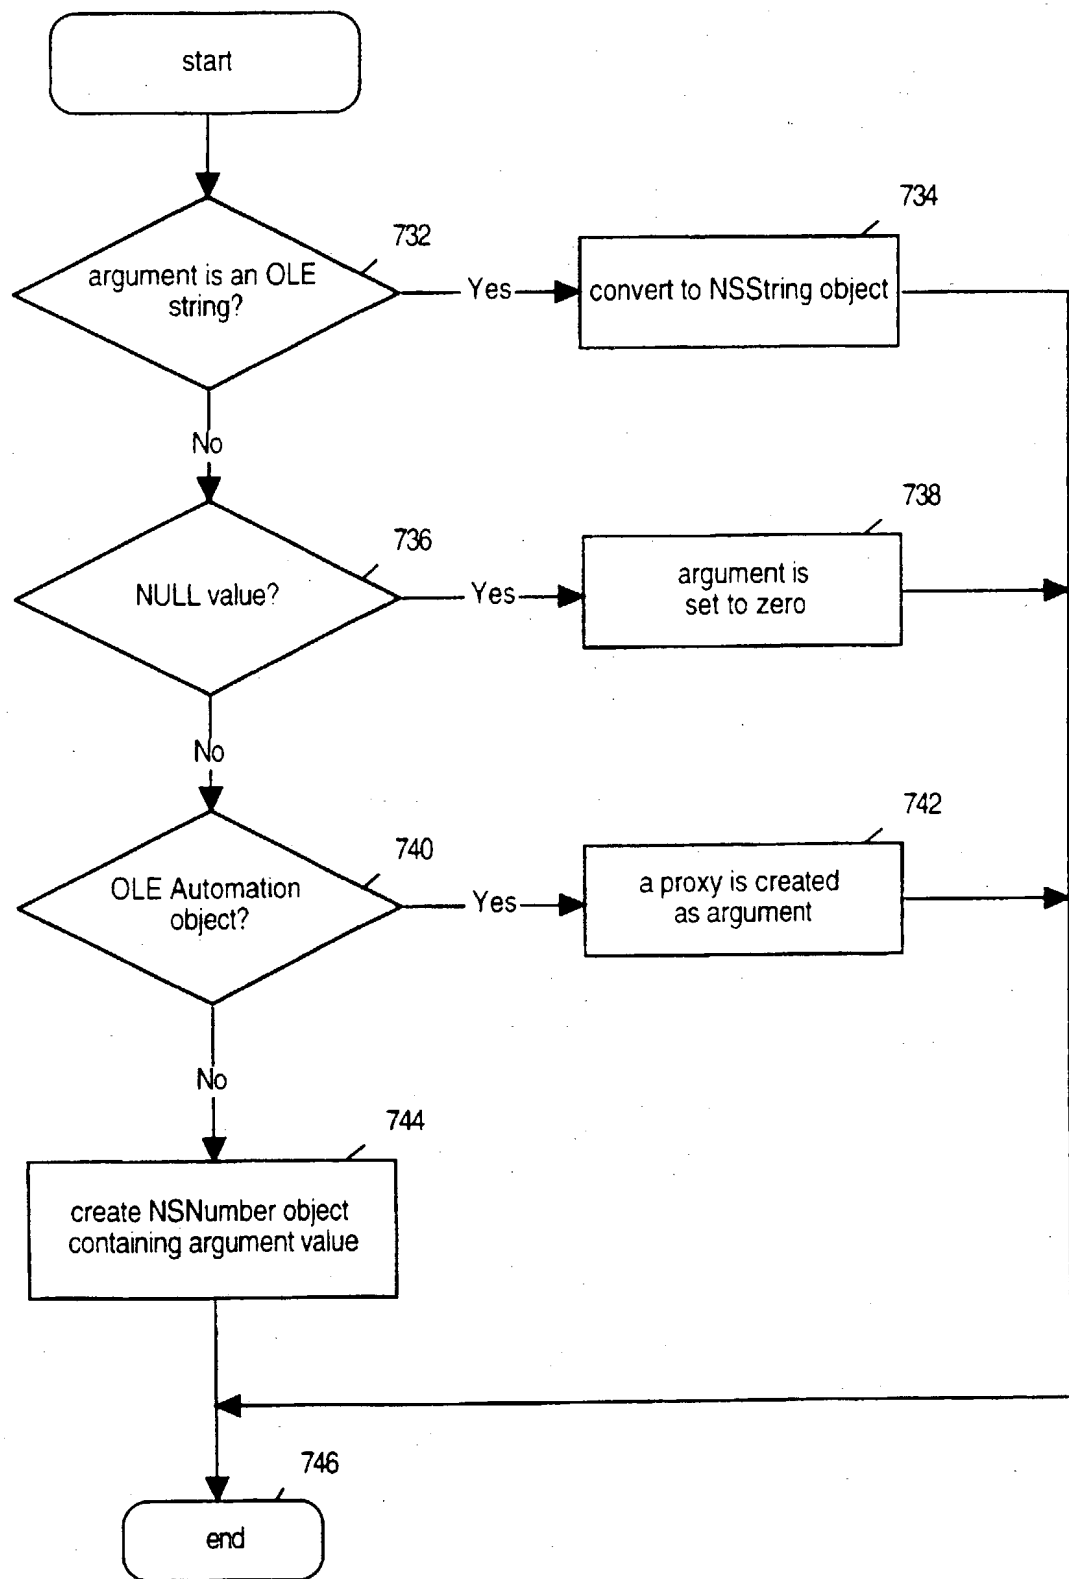 start
732
argument is an OLE
string?
Yes
734
convert to NSString object
No
736
NULL value?
Yes
738
argument is
set to zero
No
740
OLE Automation
object?
Yes
742
a proxy is created
as argument
No
744
create NSNumber object
containing argument value
746
end